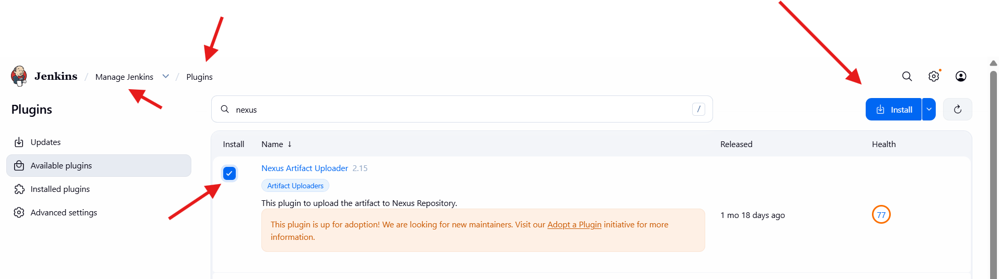 Jenkins / Manage Jenkins / Plugins
Plugins
nexus /
Install
Updates
Available plugins
Installed plugins
Advanced settings
Install Name ↓ Released Health
Nexus Artifact Uploader 2.15
Artifact Uploaders
This plugin to upload the artifact to Nexus Repository.
This plugin is up for adoption! We are looking for new maintainers. Visit our Adopt a Plugin initiative for more
information.
1 mo 18 days ago
77